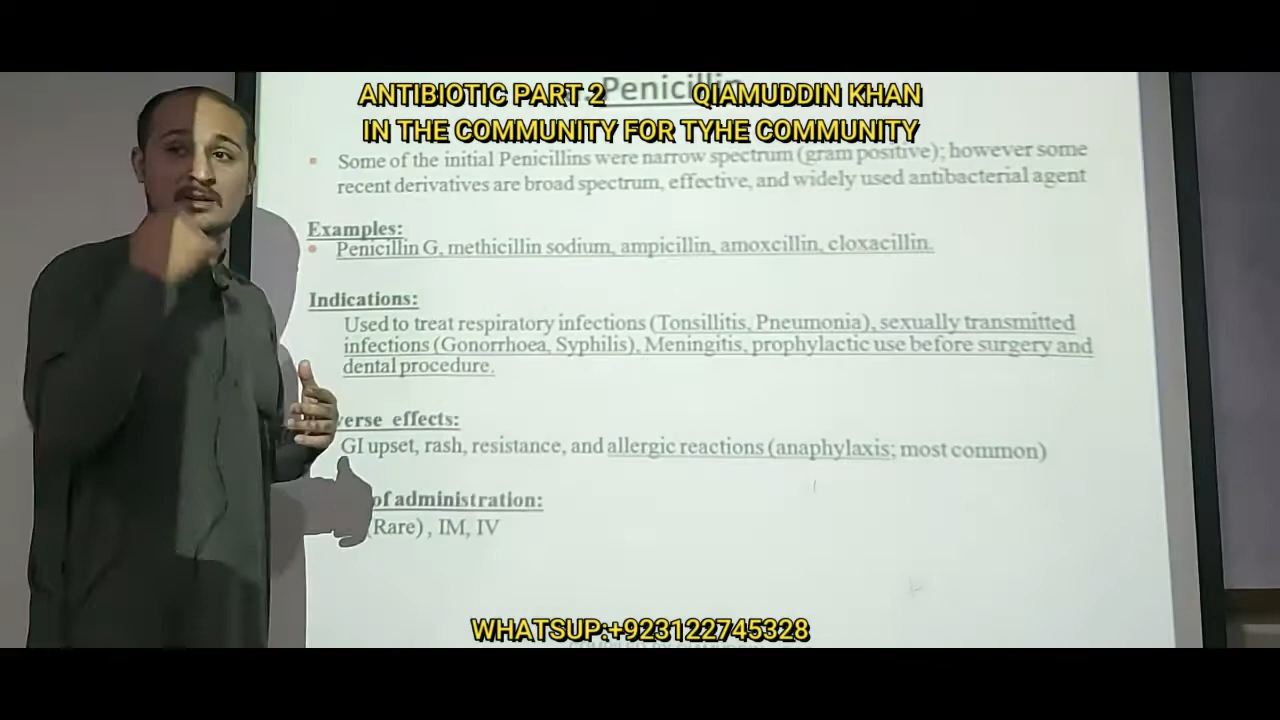 ANTIBIOTIC PART 2 QIAMUDDIN KHAN
IN THE COMMUNITY FOR TYHE COMMUNITY
Penicillin
Some of the initial Penicillins were narrow spectrum (gram positive); however some
recent derivatives are broad spectrum, effective, and widely used antibacterial agent
Examples:
Penicillin G, methicillin sodium, ampicillin, amoxcillin, cloxacillin.
Indications:
Used to treat respiratory infections (Tonsillitis, Pneumonia), sexually transmitted
infections (Gonorrhoea, Syphilis), Meningitis, prophylactic use before surgery and
dental procedure.
verse effects:
GI upset, rash, resistance, and allergic reactions (anaphylaxis; most common)
of administration:
(Rare) , IM, IV
WHATSUP:+923122745328